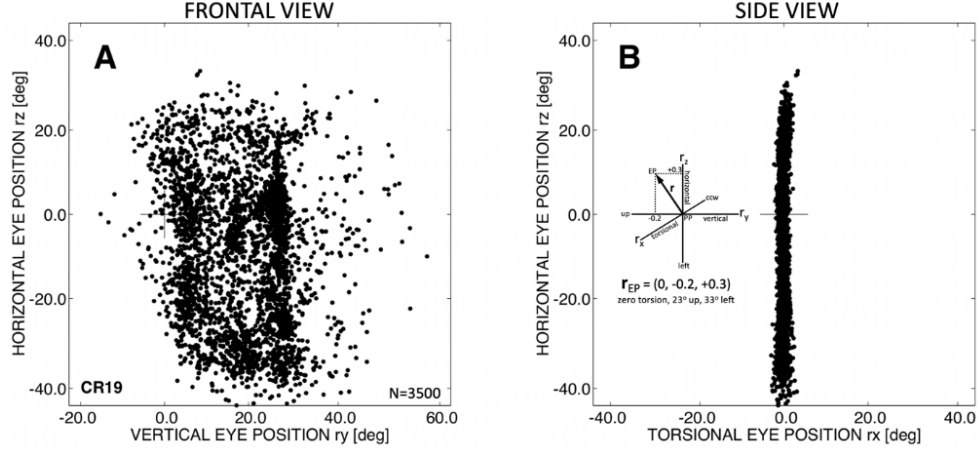 FRONTAL VIEW
A
HORIZONTAL EYE POSITION rz [deg]
40.0
20.0
0.0
-20.0
-40.0
CR19
N=3500
-20.0 0.0 20.0 40.0 60.0
VERTICAL EYE POSITION ry [deg]
SIDE VIEW
B
HORIZONTAL EYE POSITION rz [deg]
40.0
20.0
0.0
-20.0
-40.0
rz
EP
+0.3
horizontal
r
ccw
up
-0.2
PP
vertical
ry
torsional
rx
left
rEP = (0, -0.2, +0.3)
zero torsion, 23° up, 33° left
-40.0 -20.0 0.0 20.0 40.0
TORSIONAL EYE POSITION rx [deg]